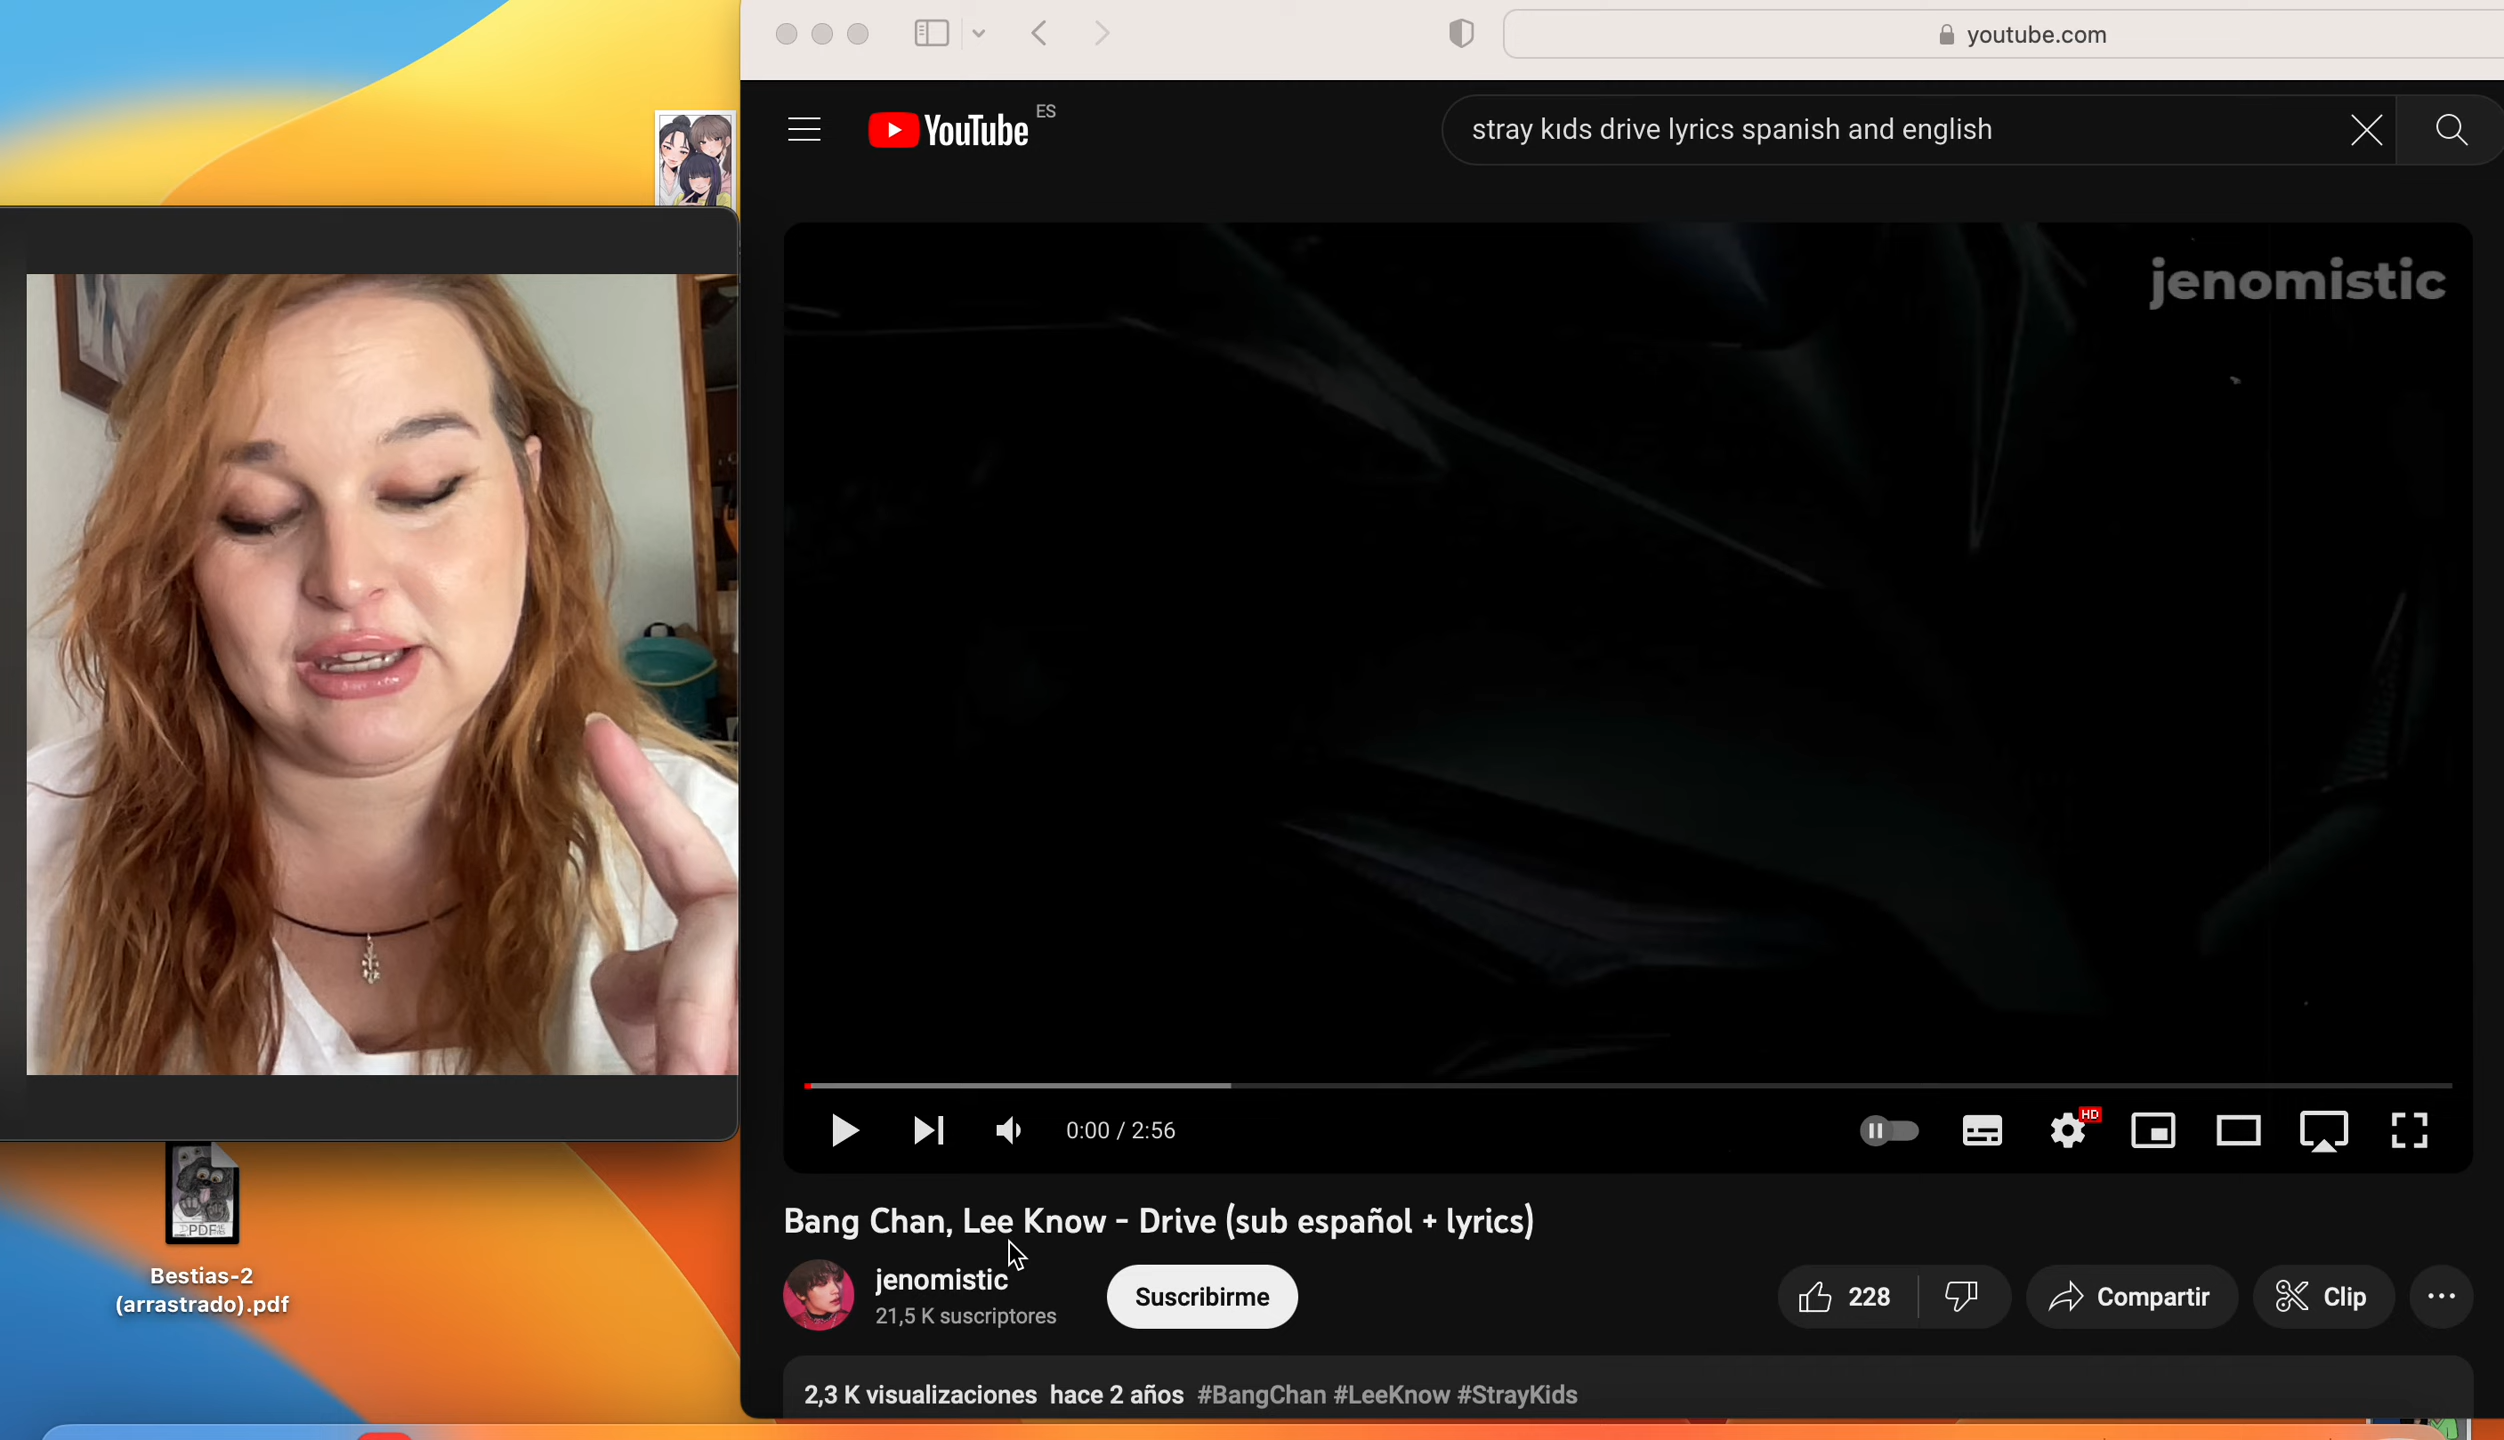 youtube.com
YouTube ES
stray kids drive lyrics spanish and english
jenomistic
0:00 / 2:56
HD
Bang Chan, Lee Know - Drive (sub español + lyrics)
jenomistic
21,5 K suscriptores
Suscribirme
228
Compartir
Clip
2,3 K visualizaciones hace 2 años #BangChan #LeeKnow #StrayKids
PDF
Bestias-2
(arrastrado).pdf